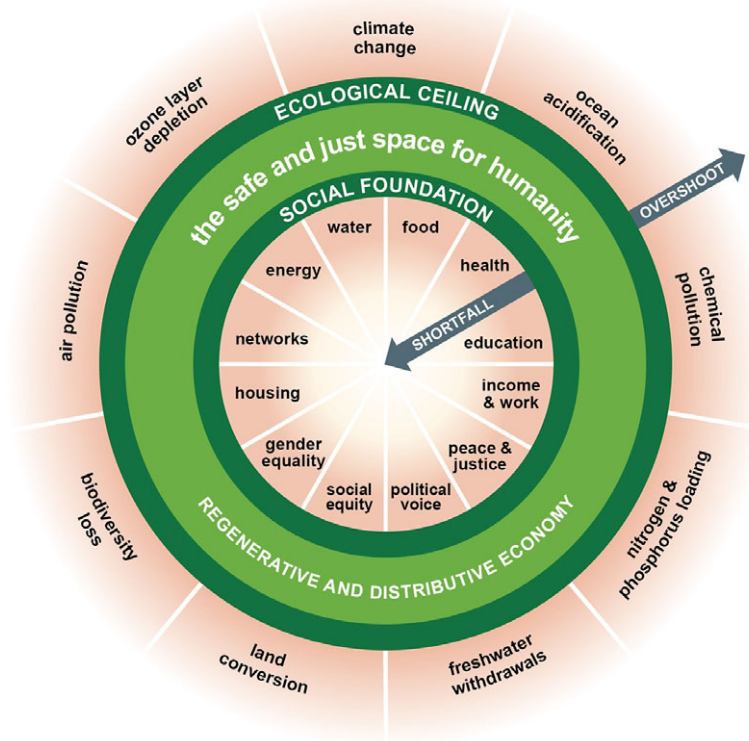 climate
change
ocean
acidification
chemical
pollution
nitrogen &
phosphorus loading
freshwater
withdrawals
land
conversion
biodiversity
loss
air pollution
ozone layer
depletion
OVERSHOOT
ECOLOGICAL CEILING
the safe and just space for humanity
SOCIAL FOUNDATION
water
food
health
SHORTFALL
education
income
& work
peace &
justice
political
voice
social
equity
gender
equality
housing
networks
energy
REGENERATIVE AND DISTRIBUTIVE ECONOMY